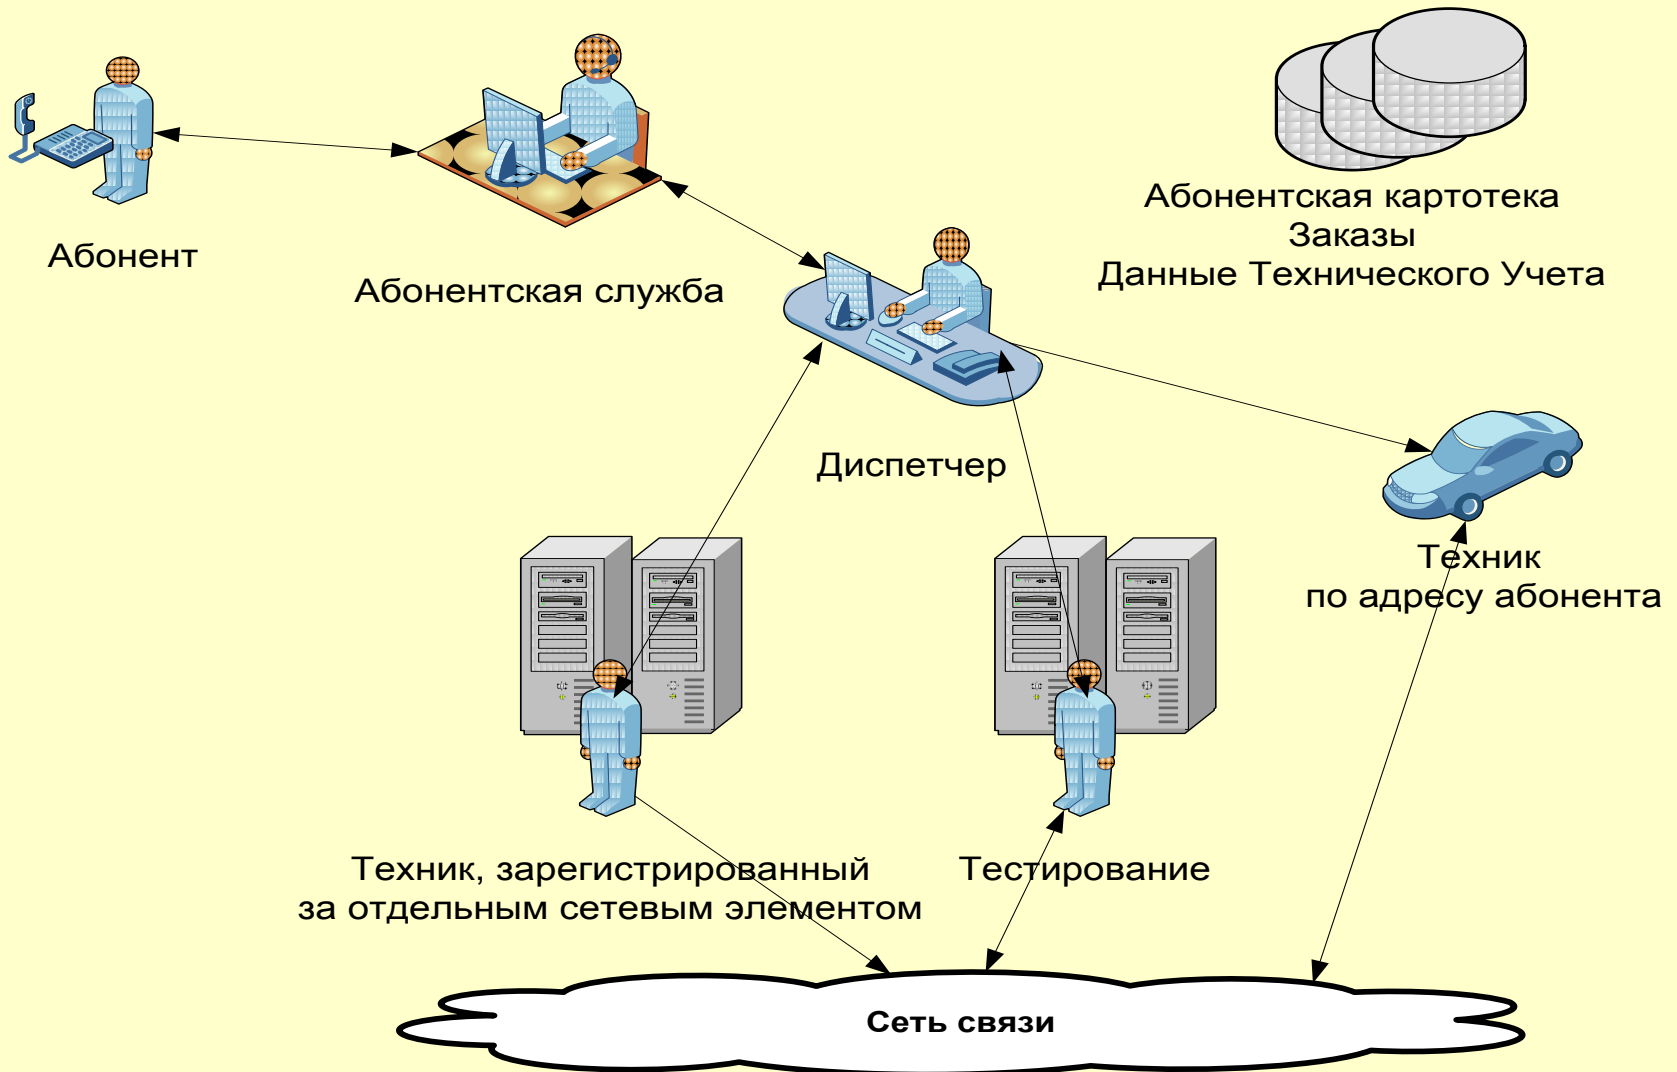 Абонент
Абонентская служба
Абонентская картотека
Заказы
Данные Технического Учета
Диспетчер
Техник
по адресу абонента
Техник, зарегистрированный
за отдельным сетевым элементом
Тестирование
Сеть связи